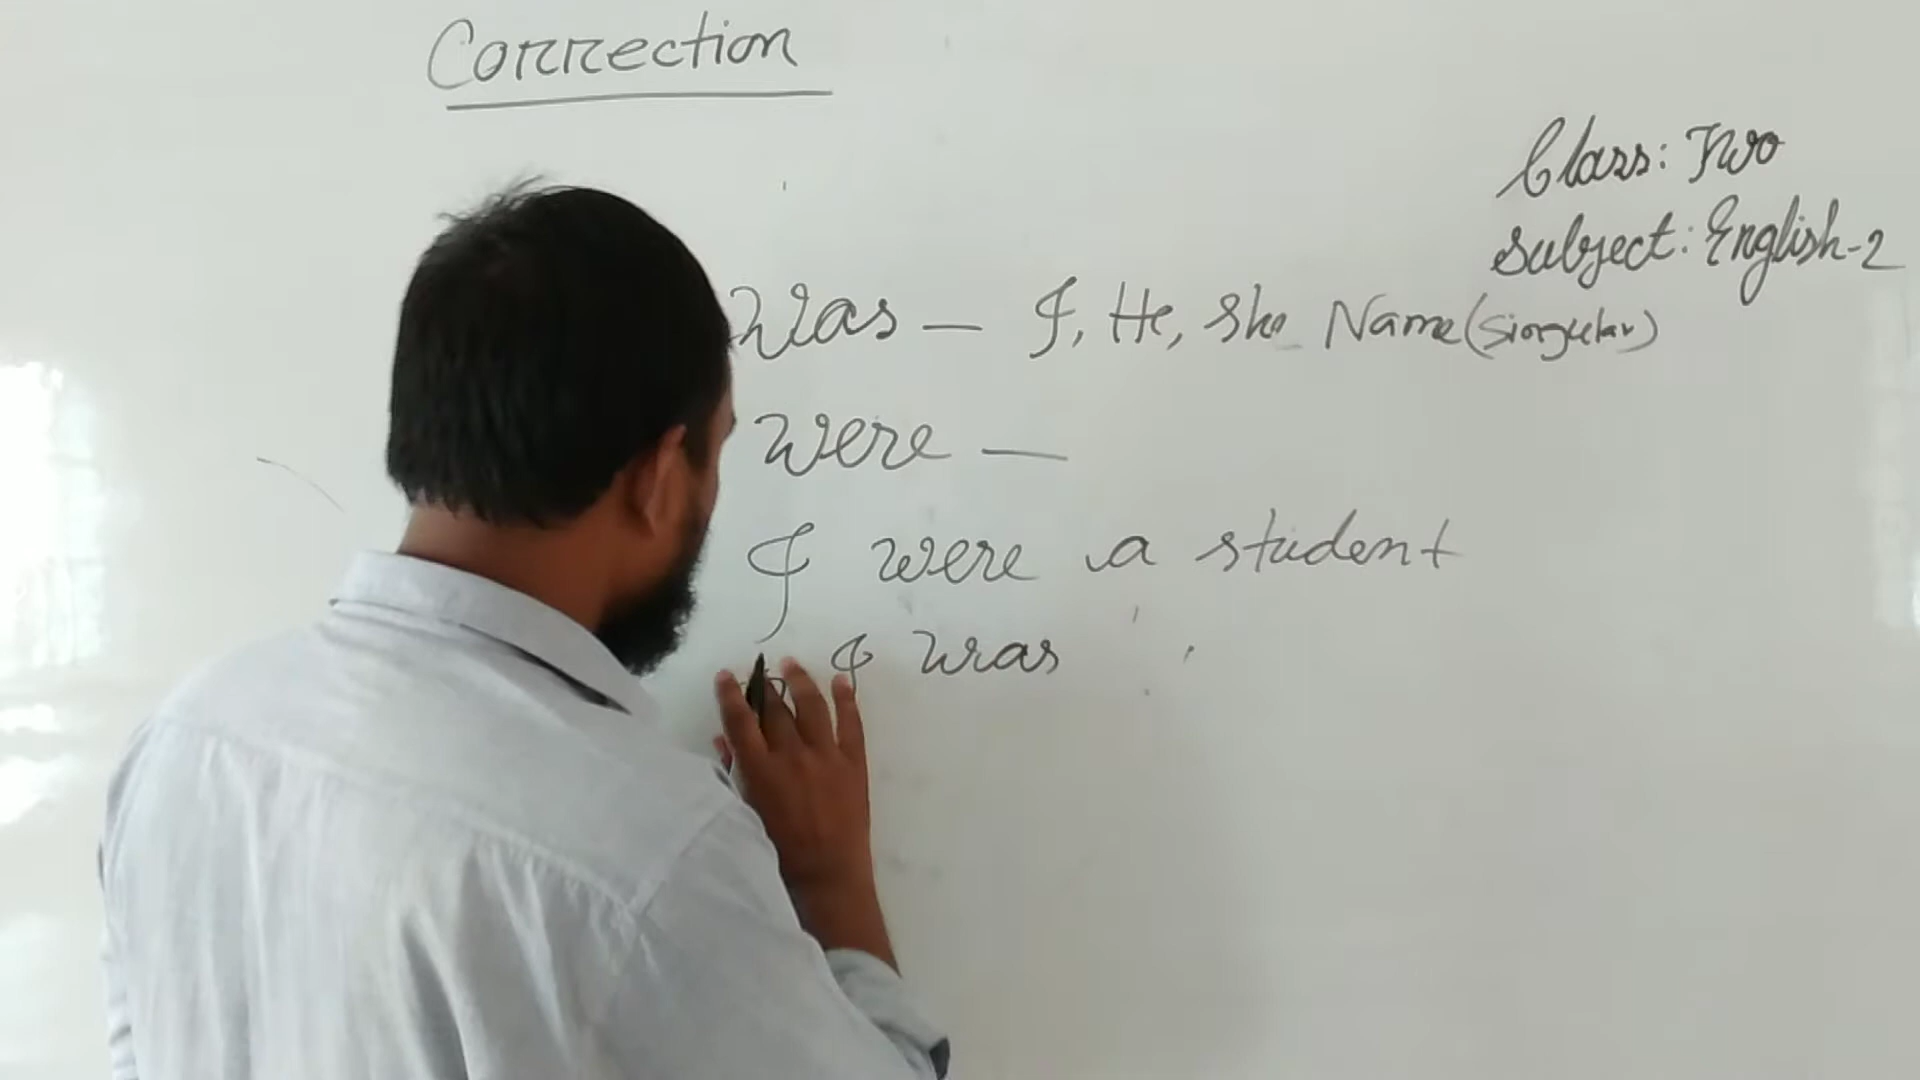 Correction
Class: Two
Subject: English-2
Was — I, He, She Name (Singular)
Were —
I were a student
I was